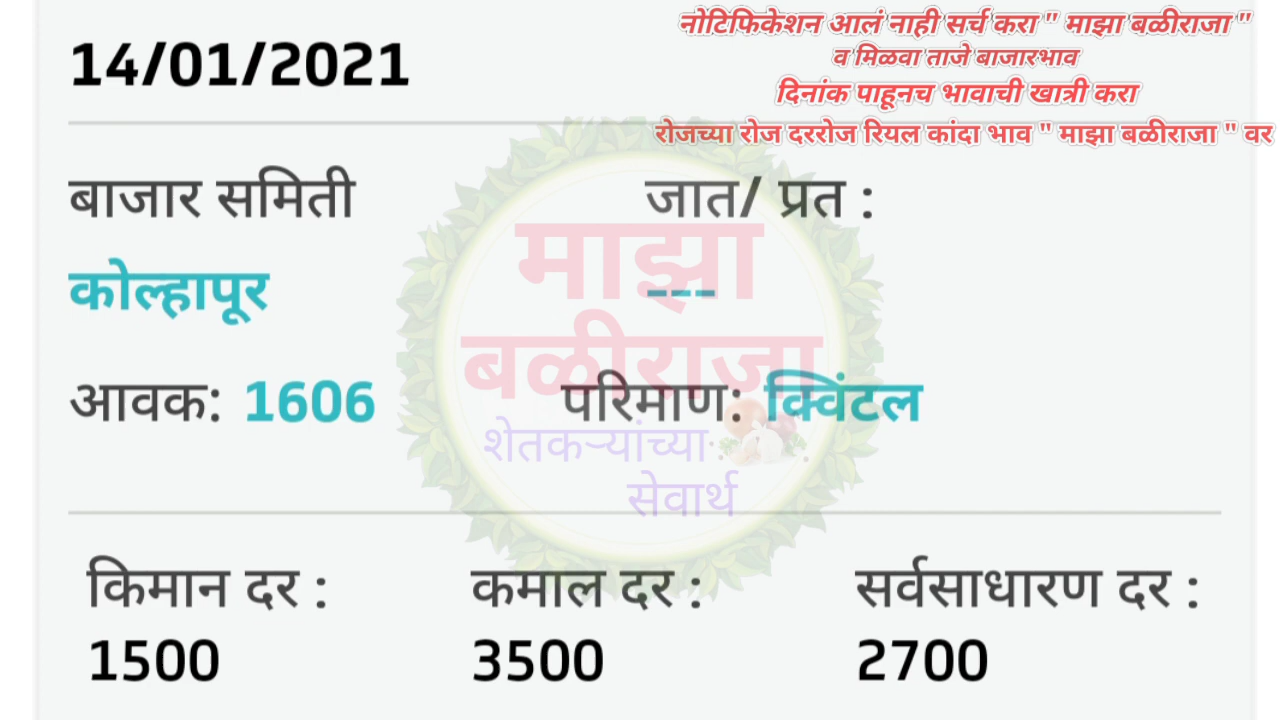 नोटिफिकेशन आलं नाही सर्च करा " माझा बळीराजा "
व मिळवा ताजे बाजारभाव
दिनांक पाहूनच भावाची खात्री करा
रोजच्या रोज दररोज रियल कांदा भाव " माझा बळीराजा " वर
14/01/2021
बाजार समिती जात/ प्रत :
कोल्हापूर ---
आवक: 1606 परिमाण: क्विंटल
किमान दर : कमाल दर : सर्वसाधारण दर :
1500 3500 2700
माझा
बळीराजा
शेतकऱ्यांच्या
सेवार्थ